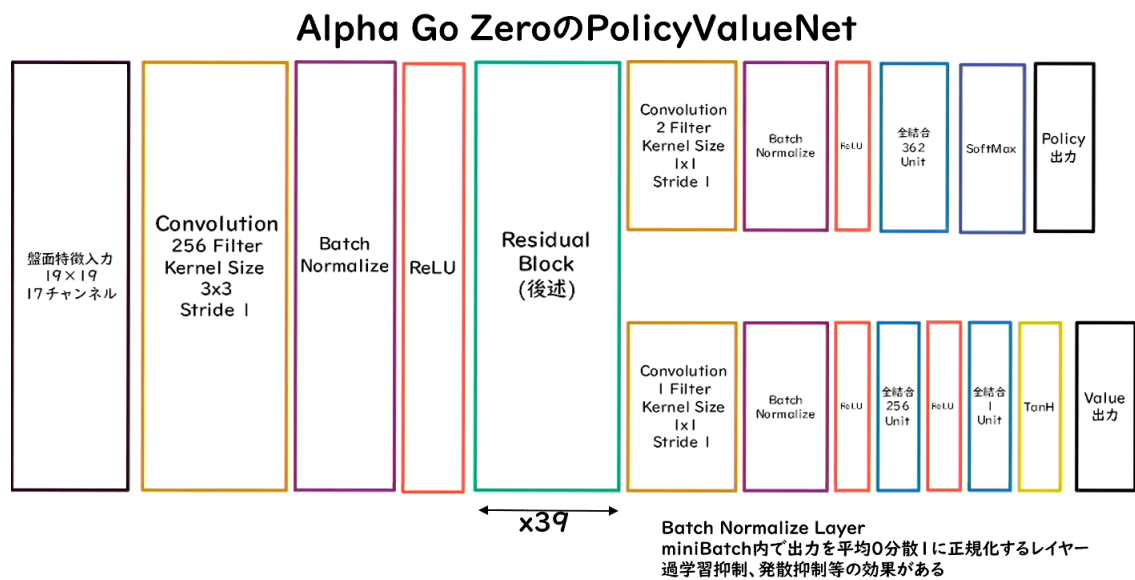 Alpha Go ZeroのPolicyValueNet
盤面特徴入力
19×19
17チャンネル
Convolution
256 Filter
Kernel Size
3x3
Stride 1
Batch
Normalize
ReLU
Residual
Block
(後述)
x39
Convolution
2 Filter
Kernel Size
1x1
Stride 1
Batch
Normalize
ReLU
全結合
362
Unit
SoftMax
Policy
出力
Convolution
1 Filter
Kernel Size
1x1
Stride 1
Batch
Normalize
ReLU
全結合
256
Unit
ReLU
全結合
1
Unit
TanH
Value
出力
Batch Normalize Layer
miniBatch内で出力を平均0分散1に正規化するレイヤー
過学習抑制、発散抑制等の効果がある